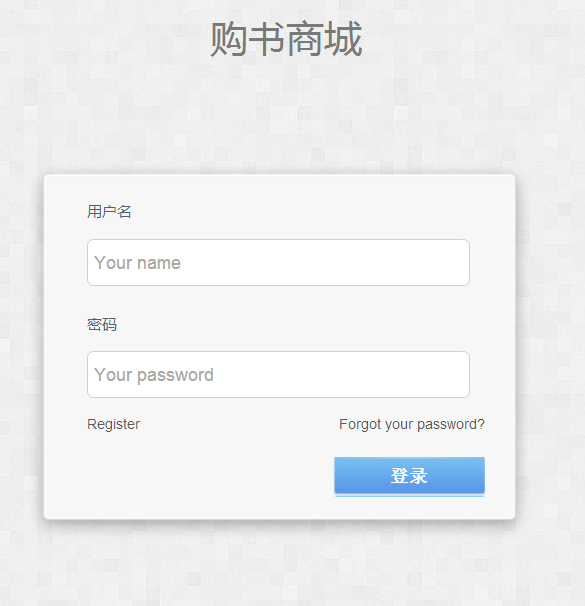 购书商城
用户名
Your name
密码
Your password
Register Forgot your password?
登录